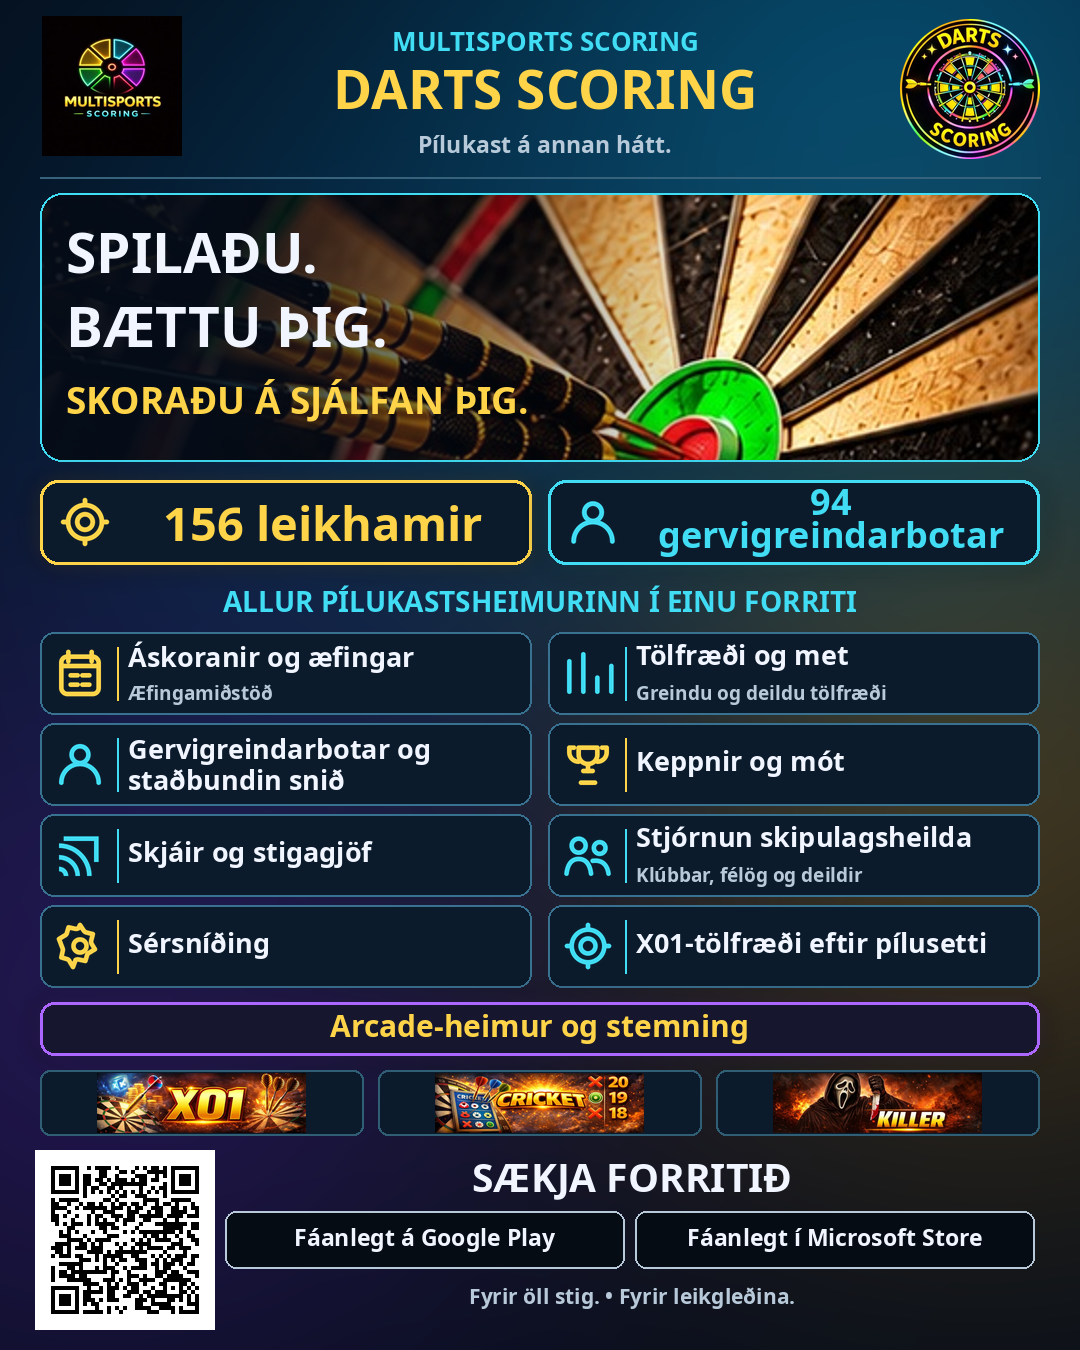 MULTISPORTS
SCORING
MULTISPORTS SCORING
DARTS SCORING
Pílukast á annan hátt.
DARTS
SCORING
SPILAÐU.
BÆTTU ÞIG.
SKORAÐU Á SJÁLFAN ÞIG.
156 leikhamir
94
gervigreindarbotar
ALLUR PÍLUKASTSHEIMURINN Í EINU FORRITI
Áskoranir og æfingar
Æfingamiðstöð
Tölfræði og met
Greindu og deildu tölfræði
Gervigreindarbotar og
staðbundin snið
Keppnir og mót
Skjáir og stigagjöf
Stjórnun skipulagsheilda
Klúbbar, félög og deildir
Sérsníðing
X01-tölfræði eftir pílusetti
Arcade-heimur og stemning
X01
CRICKET
CRICKET
20
19
18
KILLER
SÆKJA FORRITIÐ
Fáanlegt á Google Play
Fáanlegt í Microsoft Store
Fyrir öll stig. • Fyrir leikgleðina.